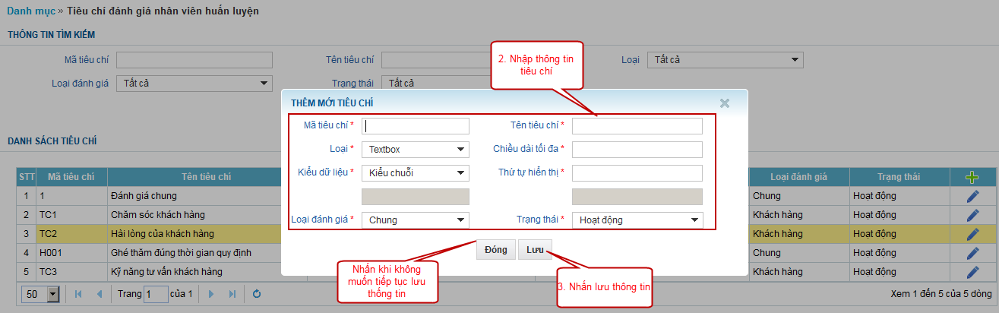 Danh mục » Tiêu chí đánh giá nhân viên huấn luyện
THÔNG TIN TÌM KIẾM
Mã tiêu chí
Tên tiêu chí
Loại Tất cả
Loại đánh giá Tất cả
Trạng thái Tất cả
2. Nhập thông tin
tiêu chí
THÊM MỚI TIÊU CHÍ
Mã tiêu chí *
Tên tiêu chí *
Loại * Textbox
Chiều dài tối đa *
Kiểu dữ liệu * Kiểu chuỗi
Thứ tự hiển thị *
Loại đánh giá * Chung
Trạng thái * Hoạt động
Đóng
Lưu
Nhấn khi không
muốn tiếp tục lưu
thống tin
3. Nhấn lưu thông tin
DANH SÁCH TIÊU CHÍ
STT Mã tiêu chí Tên tiêu chí Loại đánh giá Trạng thái
1 1 Đánh giá chung Chung Hoạt động
2 TC1 Chăm sóc khách hàng Khách hàng Hoạt động
3 TC2 Hài lòng của khách hàng Khách hàng Hoạt động
4 H001 Ghé thăm đúng thời gian quy định Chung Hoạt động
5 TC3 Kỹ năng tư vấn khách hàng Khách hàng Hoạt động
50 Trang 1 của 1 Xem 1 đến 5 của 5 dòng